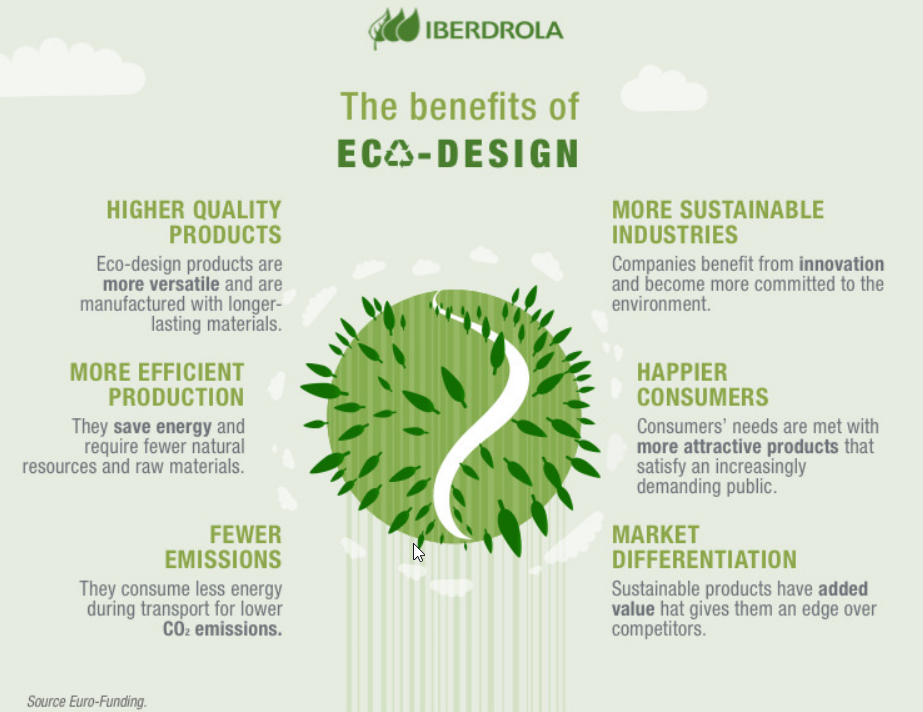 IBERDROLA
The benefits of
ECO-DESIGN
HIGHER QUALITY
PRODUCTS
Eco-design products are
more versatile and are
manufactured with longer-
lasting materials.
MORE EFFICIENT
PRODUCTION
They save energy and
require fewer natural
resources and raw materials.
FEWER
EMISSIONS
They consume less energy
during transport for lower
CO₂ emissions.
MORE SUSTAINABLE
INDUSTRIES
Companies benefit from innovation
and become more committed to the
environment.
HAPPIER
CONSUMERS
Consumers’ needs are met with
more attractive products that
satisfy an increasingly
demanding public.
MARKET
DIFFERENTIATION
Sustainable products have added
value hat gives them an edge over
competitors.
Source Euro-Funding.